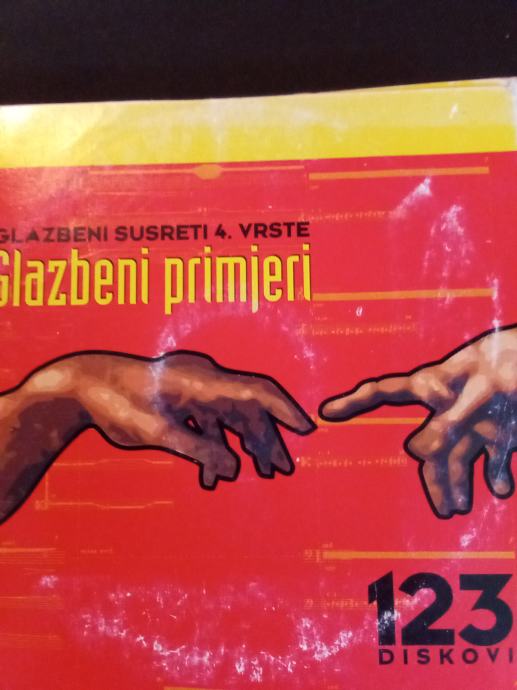 GLAZBENI SUSRETI 4. VRSTE
Glazbeni primjeri
123
DISKOVI